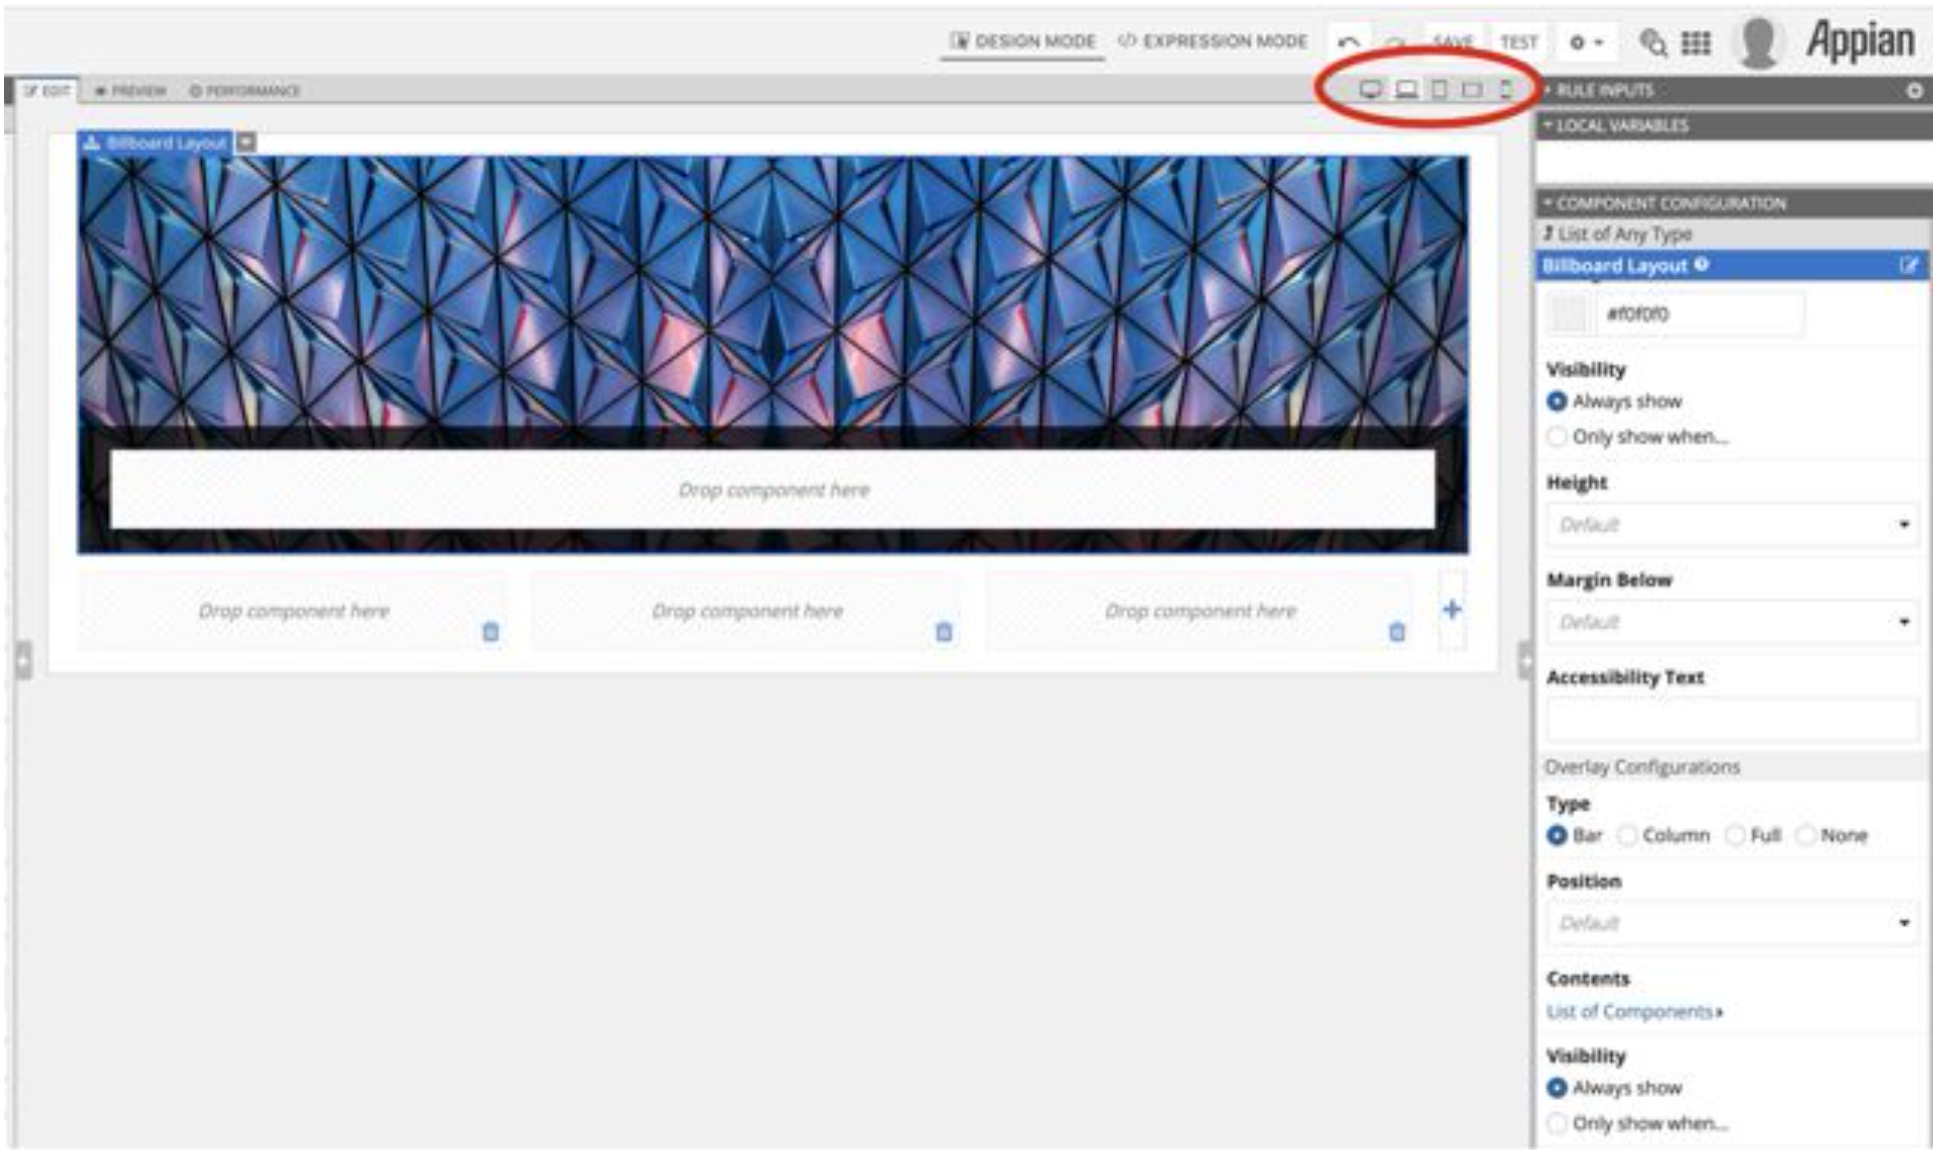 DESIGN MODE </> EXPRESSION MODE SAVE TEST Appian
EDIT PREVIEW PERFORMANCE
RULE INPUTS
LOCAL VARIABLES
Billboard Layout
COMPONENT CONFIGURATION
List of Any Type
Billboard Layout
#f0f0f0
Visibility
Always show
Only show when...
Height
Drop component here
Default
Margin Below
Drop component here Drop component here Drop component here
Default
Accessibility Text
Overlay Configurations
Type
Bar Column Full None
Position
Default
Contents
List of Components
Visibility
Always show
Only show when...